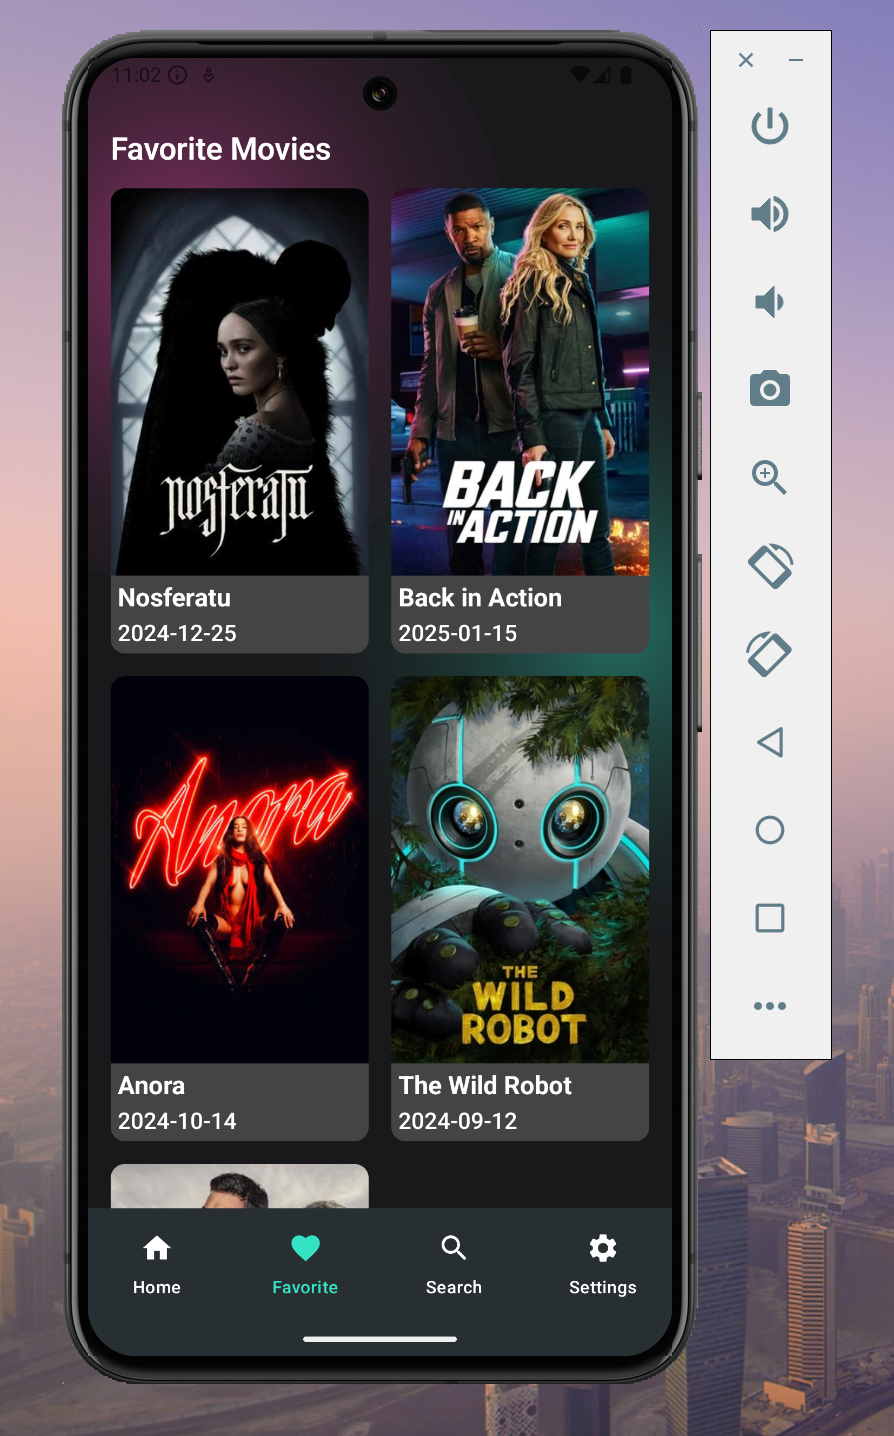 11:02
Favorite Movies
nosferatu
BACK
IN ACTION
Nosferatu
2024-12-25
Back in Action
2025-01-15
Anora
THE
WILD
ROBOT
Anora
2024-10-14
The Wild Robot
2024-09-12
Home
Favorite
Search
Settings